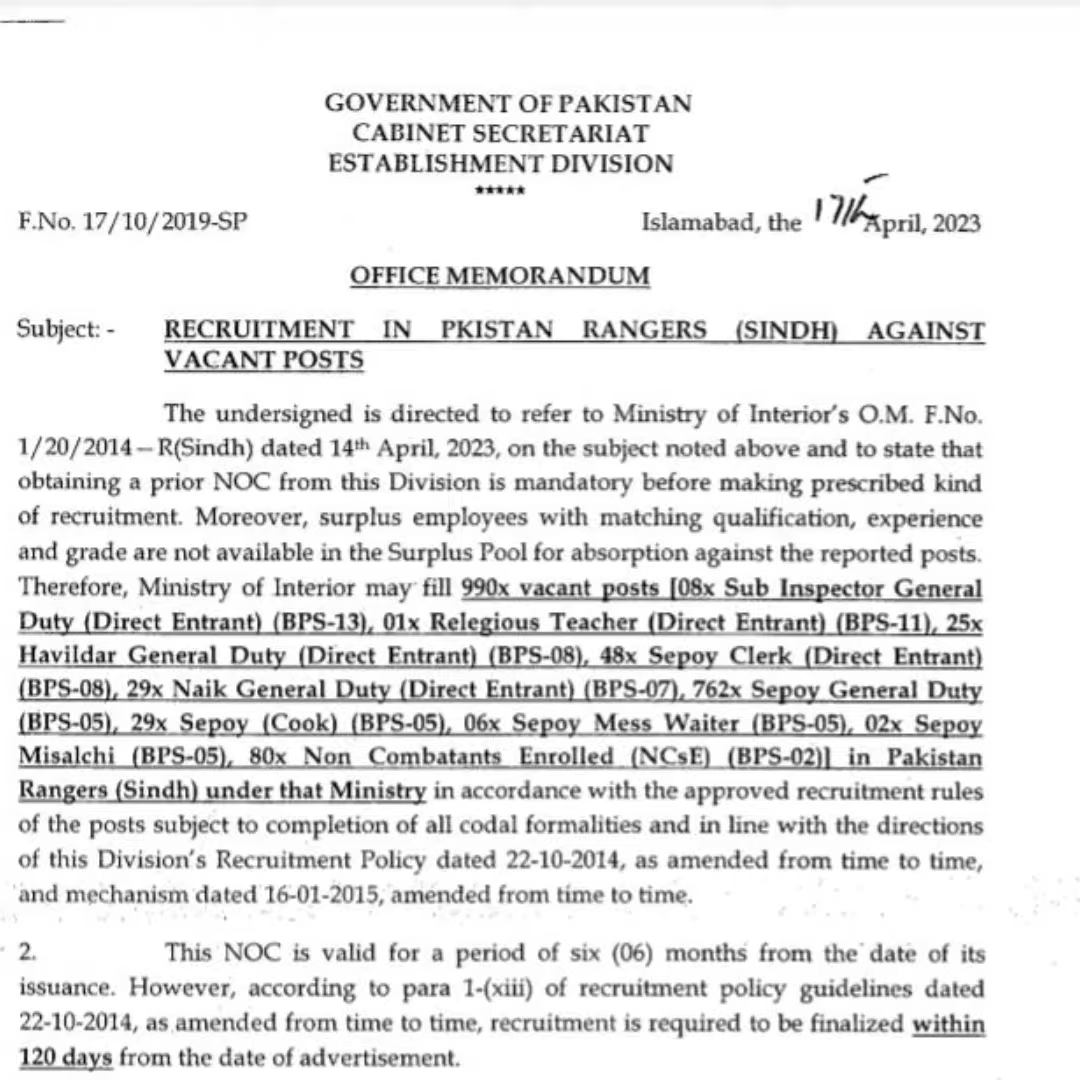 GOVERNMENT OF PAKISTAN
CABINET SECRETARIAT
ESTABLISHMENT DIVISION
*****
F.No. 17/10/2019-SP Islamabad, the 17th April, 2023
OFFICE MEMORANDUM
Subject: - RECRUITMENT IN PKISTAN RANGERS (SINDH) AGAINST
VACANT POSTS
The undersigned is directed to refer to Ministry of Interior's O.M. F.No.
1/20/2014 – R(Sindh) dated 14th April, 2023, on the subject noted above and to state that
obtaining a prior NOC from this Division is mandatory before making prescribed kind
of recruitment. Moreover, surplus employees with matching qualification, experience
and grade are not available in the Surplus Pool for absorption against the reported posts.
Therefore, Ministry of Interior may fill 990x vacant posts [08x Sub Inspector General
Duty (Direct Entrant) (BPS-13), 01x Relegious Teacher (Direct Entrant) (BPS-11), 25x
Havildar General Duty (Direct Entrant) (BPS-08), 48x Sepoy Clerk (Direct Entrant)
(BPS-08), 29x Naik General Duty (Direct Entrant) (BPS-07), 762x Sepoy General Duty
(BPS-05), 29x Sepoy (Cook) (BPS-05), 06x Sepoy Mess Waiter (BPS-05), 02x Sepoy
Misalchi (BPS-05), 80x Non Combatants Enrolled (NCsE) (BPS-02)] in Pakistan
Rangers (Sindh) under that Ministry in accordance with the approved recruitment rules
of the posts subject to completion of all codal formalities and in line with the directions
of this Division's Recruitment Policy dated 22-10-2014, as amended from time to time,
and mechanism dated 16-01-2015, amended from time to time.
2. This NOC is valid for a period of six (06) months from the date of its
issuance. However, according to para 1-(xiii) of recruitment policy guidelines dated
22-10-2014, as amended from time to time, recruitment is required to be finalized within
120 days from the date of advertisement.